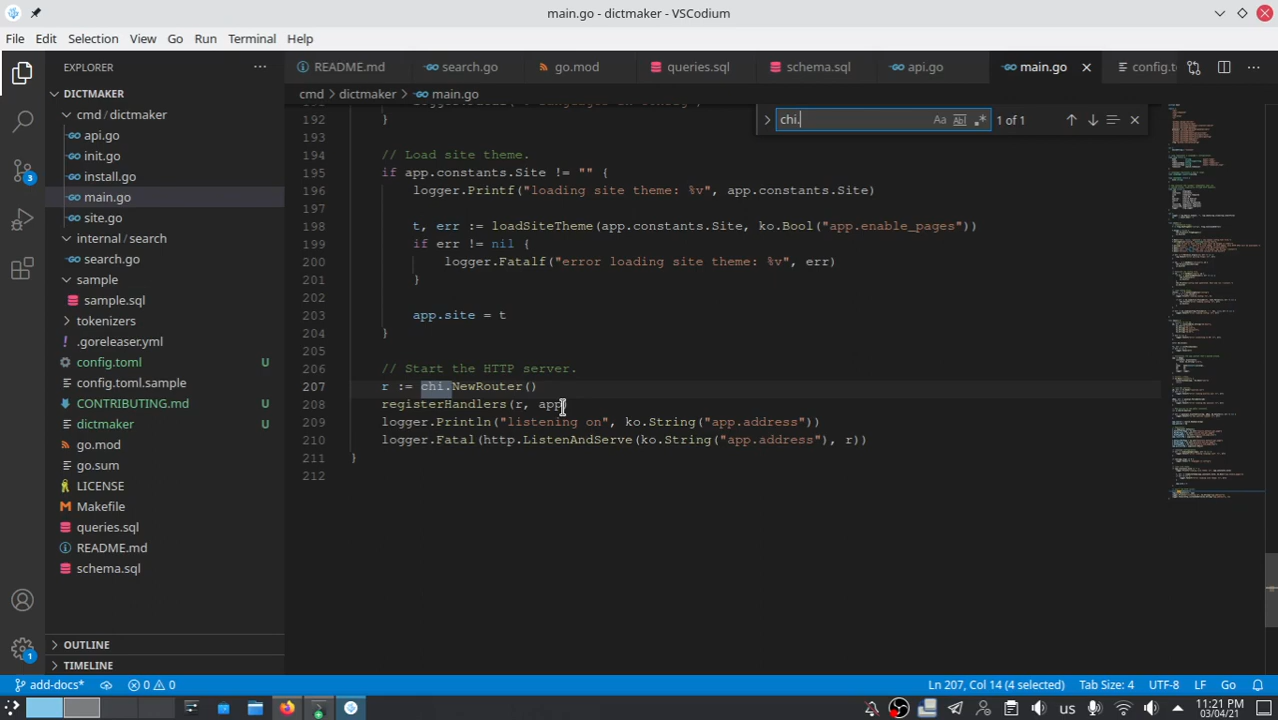 main.go - dictmaker - VSCodium
File Edit Selection View Go Run Terminal Help
EXPLORER
README.md search.go go.mod queries.sql schema.sql api.go main.go config.t
DICTMAKER
cmd dictmaker main.go
cmd / dictmaker
api.go
init.go
install.go
main.go
site.go
internal / search
search.go
sample
sample.sql
tokenizers
.goreleaser.yml
config.toml U
config.toml.sample
CONTRIBUTING.md U
dictmaker U
go.mod
go.sum
LICENSE
Makefile
queries.sql
README.md
schema.sql
OUTLINE
TIMELINE
3
1
chi. Aa Abl .* 1 of 1
193 }
194 // Load site theme.
195 if app.constants.Site != "" {
196 logger.Printf("loading site theme: %v", app.constants.Site)
197
198 t, err := loadSiteTheme(app.constants.Site, ko.Bool("app.enable_pages"))
199 if err != nil {
200 logger.Fatalf("error loading site theme: %v", err)
201 }
202
203 app.site = t
204 }
205
206 // Start the HTTP server.
207 r := chi.NewRouter()
208 registerHandlers(r, app
209 logger.Println("listening on", ko.String("app.address"))
210 logger.Fatal(http.ListenAndServe(ko.String("app.address"), r))
211 }
212
add-docs* 0 0 Ln 207, Col 14 (4 selected) Tab Size: 4 UTF-8 LF Go
us 11:21 PM
03/04/21